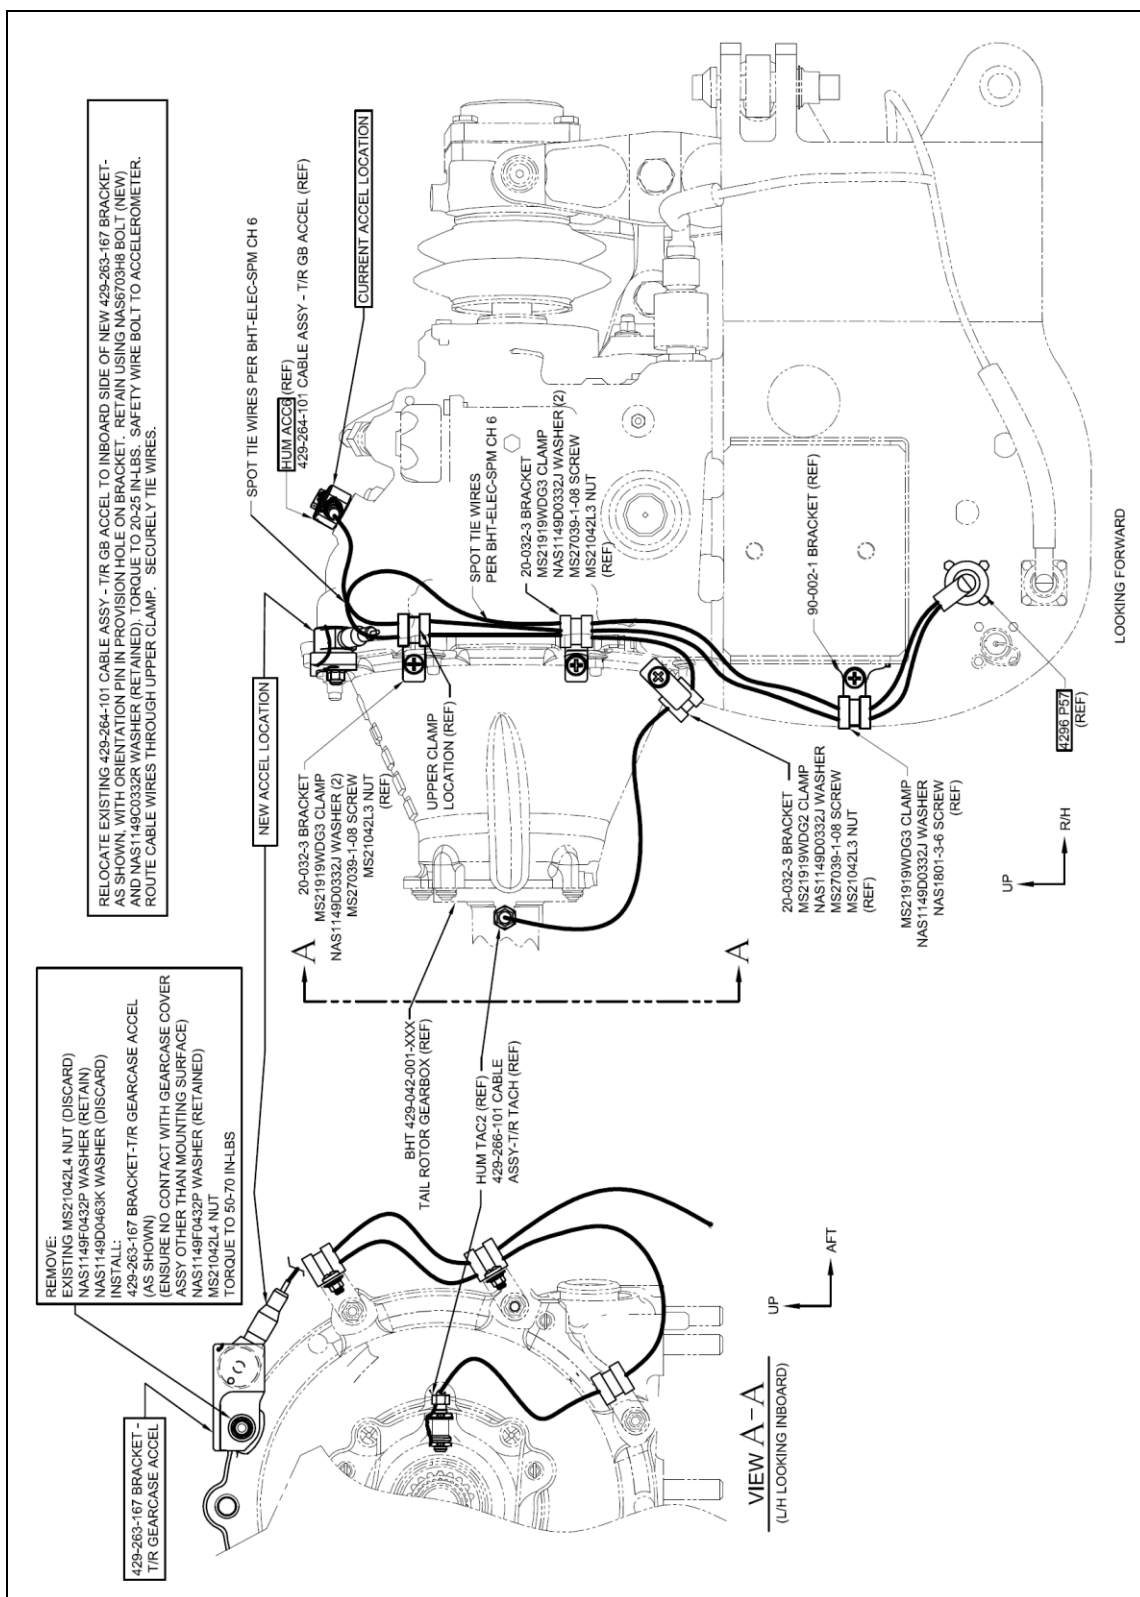 REMOVE:
EXISTING MS21042L4 NUT (DISCARD)
NAS1149F0432P WASHER (RETAIN)
NAS1149D0463K WASHER (DISCARD)
INSTALL:
429-263-167 BRACKET-T/R GEARCASE ACCEL
(AS SHOWN)
(ENSURE NO CONTACT WITH GEARCASE COVER
ASSY OTHER THAN MOUNTING SURFACE)
NAS1149F0432P WASHER (RETAINED)
MS21042L4 NUT
TORQUE TO 50-70 IN-LBS
RELOCATE EXISTING 429-264-101 CABLE ASSY - T/R GB ACCEL TO INBOARD SIDE OF NEW 429-263-167 BRACKET-
AS SHOWN, WITH ORIENTATION PIN IN PROVISION HOLE ON BRACKET. RETAIN USING NAS6703H8 BOLT (NEW)
AND NAS1149C0332R WASHER (RETAINED). TORQUE TO 20-25 IN-LBS. SAFETY WIRE BOLT TO ACCELEROMETER.
ROUTE CABLE WIRES THROUGH UPPER CLAMP. SECURELY TIE WIRES.
429-263-167 BRACKET -
T/R GEARCASE ACCEL
NEW ACCEL LOCATION
SPOT TIE WIRES PER BHT-ELEC-SPM CH 6
HUM ACC6 (REF)
429-264-101 CABLE ASSY - T/R GB ACCEL (REF)
CURRENT ACCEL LOCATION
A
20-032-3 BRACKET
MS21919WDG3 CLAMP
NAS1149D0332J WASHER (2)
MS27039-1-08 SCREW
MS21042L3 NUT
(REF)
UPPER CLAMP
LOCATION (REF)
SPOT TIE WIRES
PER BHT-ELEC-SPM CH 6
20-032-3 BRACKET
MS21919WDG3 CLAMP
NAS1149D0332J WASHER (2)
MS27039-1-08 SCREW
MS21042L3 NUT
(REF)
BHT 429-042-001-XXX
TAIL ROTOR GEARBOX (REF)
HUM TAC2 (REF)
429-266-101 CABLE
ASSY-T/R TACH (REF)
A
20-032-3 BRACKET
MS21919WDG2 CLAMP
NAS1149D0332J WASHER
MS27039-1-08 SCREW
MS21042L3 NUT
(REF)
90-002-1 BRACKET (REF)
MS21919WDG3 CLAMP
NAS1149D0332J WASHER
NAS1801-3-6 SCREW
(REF)
4296 P57
(REF)
UP
AFT
VIEW A-A
(L/H LOOKING INBOARD)
UP
R/H
LOOKING FORWARD